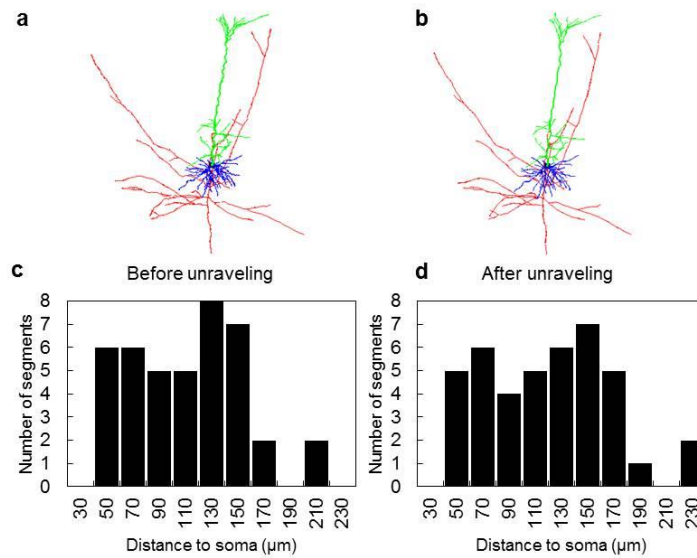 a
b
c Before unraveling
d After unraveling
Number of segments
8
7
6
5
4
3
2
1
0
30 50 70 90 110 130 150 170 190 210 230
Distance to soma (µm)
Number of segments
8
7
6
5
4
3
2
1
0
30 50 70 90 110 130 150 170 190 210 230
Distance to soma (µm)